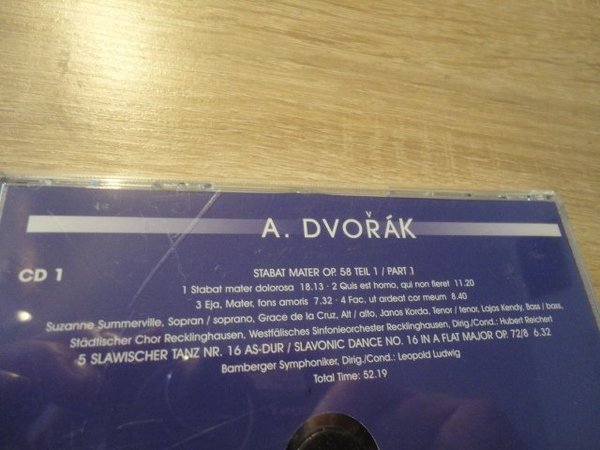 A. DVOŘÁK
CD 1
STABAT MATER OP. 58 TEIL 1 / PART 1
1 Stabat mater dolorosa 18.13 · 2 Quis est homo, qui non fleret 11.20
3 Eja, Mater, fons amoris 7.32 · 4 Fac, ut ardeat cor meum 8.40
Suzanne Summerville, Sopran / soprano, Grace de la Cruz, Alt / alto, Janos Korda, Tenor / tenor, Lajos Kendy, Bass / bass,
Städtischer Chor Recklinghausen, Westfälisches Sinfonieorchester Recklinghausen, Dirig./Cond.: Hubert Reichert
5 SLAWISCHER TANZ NR. 16 AS-DUR / SLAVONIC DANCE NO. 16 IN A FLAT MAJOR OP. 72/8 6.32
Bamberger Symphoniker, Dirig./Cond.: Leopold Ludwig
Total Time: 52.19